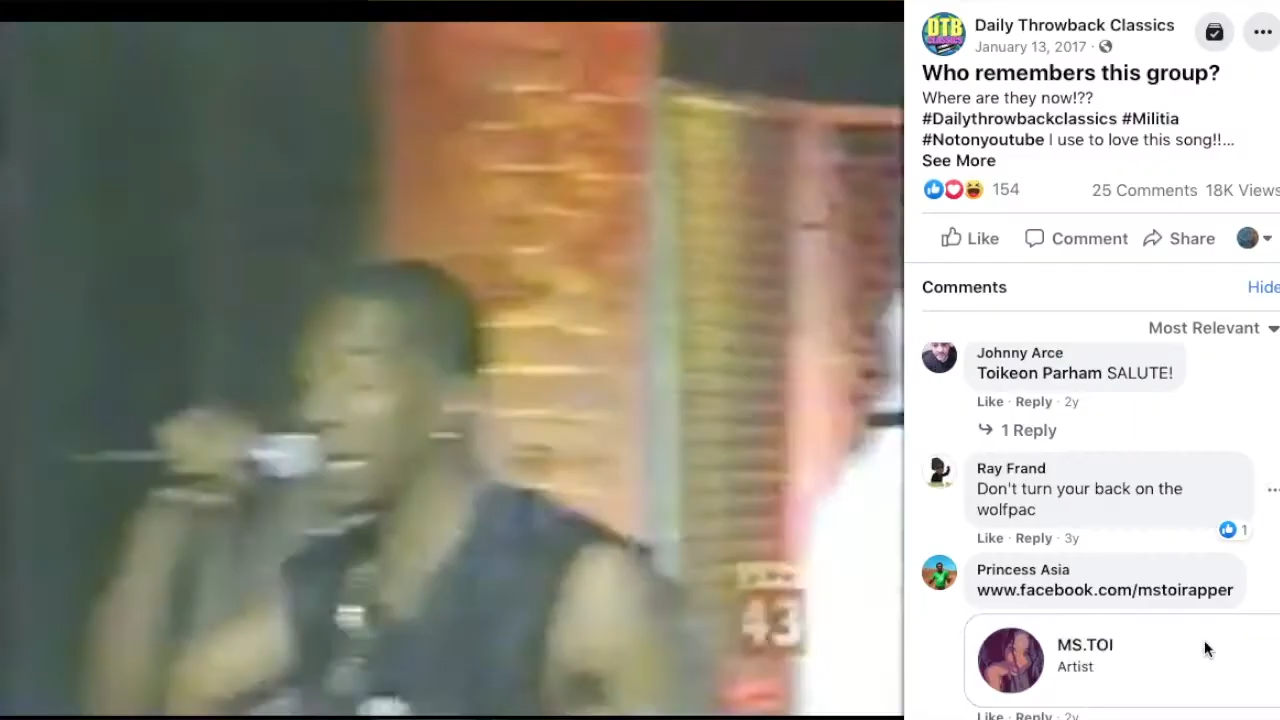 DTB
CLASSICS
Daily Throwback Classics
January 13, 2017 ·
Who remembers this group?
Where are they now!??
#Dailythrowbackclassics #Militia
#Notonyoutube I use to love this song!!...
See More
154
25 Comments 18K Views
Like Comment Share
Comments
Hide
Most Relevant
Johnny Arce
Toikeon Parham SALUTE!
Like · Reply · 2y
1 Reply
Ray Frand
Don't turn your back on the
wolfpac
1
Like · Reply · 3y
Princess Asia
www.facebook.com/mstoirapper
MS.TOI
Artist
Like · Reply · 2y
43